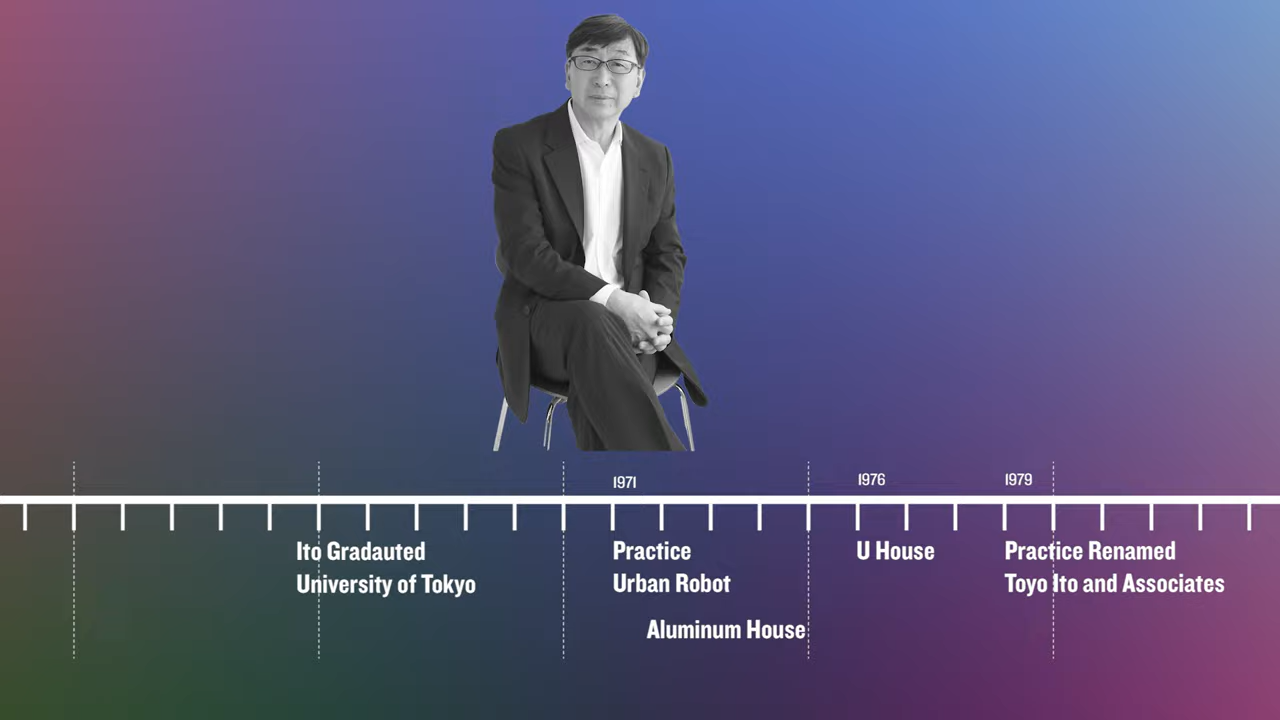 1971
1976
1979
Ito Gradauted
University of Tokyo
Practice
Urban Robot
Aluminum House
U House
Practice Renamed
Toyo Ito and Associates